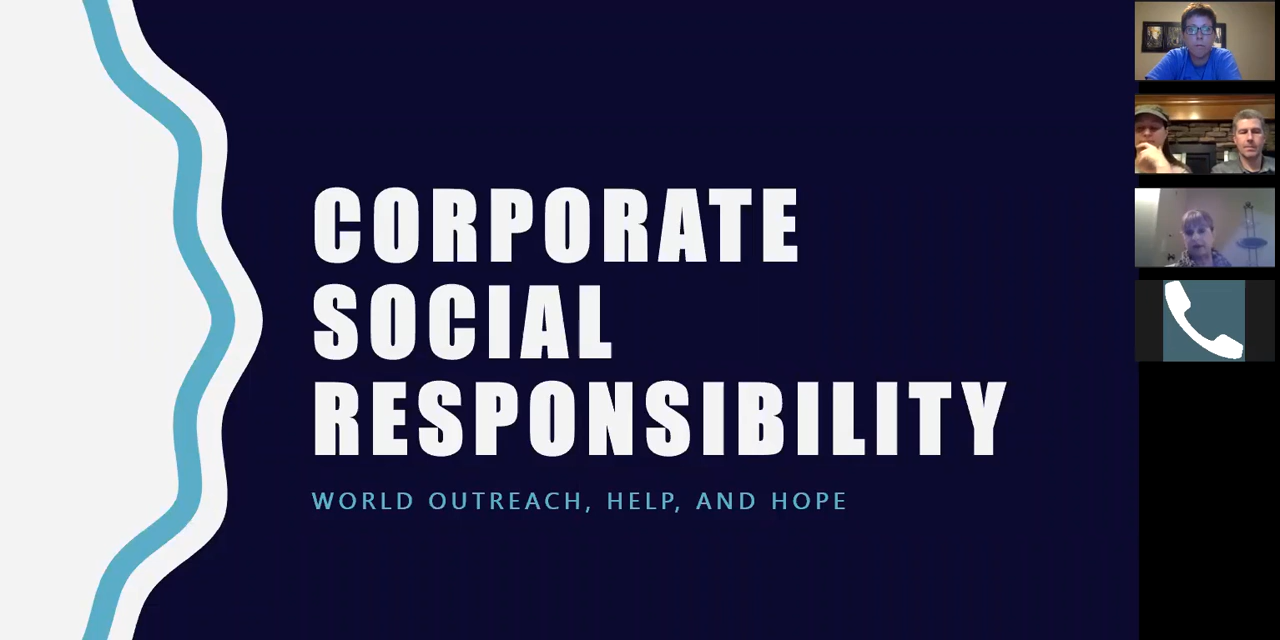 CORPORATE
SOCIAL
RESPONSIBILITY
WORLD OUTREACH, HELP, AND HOPE